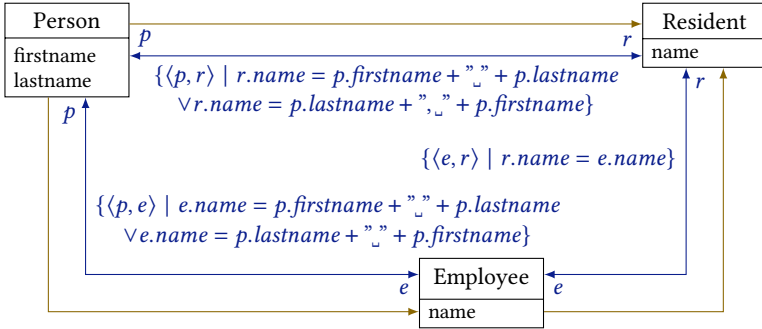 Person
firstname
lastname
Resident
name
p
r
{⟨p, r⟩ | r.name = p.firstname + ”␣” + p.lastname
∨r.name = p.lastname + ”,␣” + p.firstname}
p
r
{⟨e, r⟩ | r.name = e.name}
{⟨p, e⟩ | e.name = p.firstname + ”␣” + p.lastname
∨e.name = p.lastname + ”␣” + p.firstname}
e
Employee
name
e